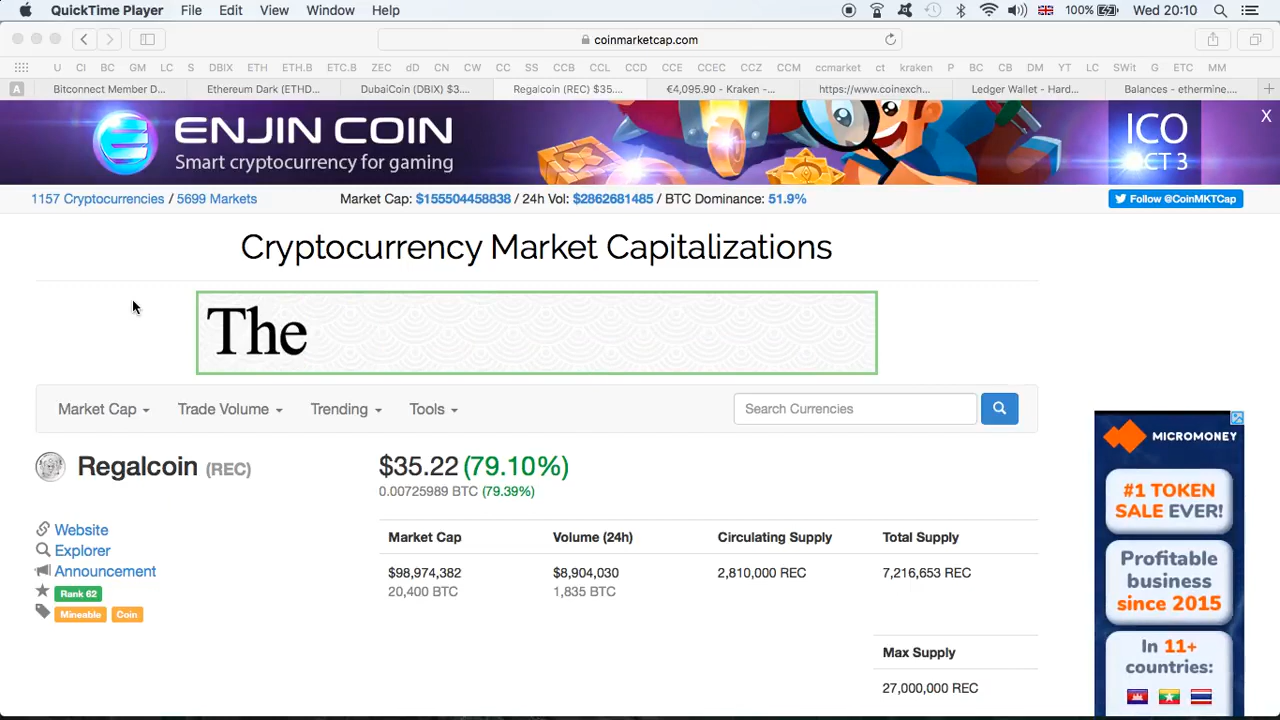 QuickTime Player File Edit View Window Help 100% Wed 20:10
coinmarketcap.com
U CI BC GM LC S DBIX ETH ETH.B ETC.B ZEC dD CN CW CC SS CCB CCL CCD CCE CCEC CCZ CCM ccmarket ct kraken P BC CB DM YT LC SWit G ETC MM
A Bitconnect Member D... Ethereum Dark (ETHD... DubaiCoin (DBIX) $3.... Regalcoin (REC) $35.... €4,095.90 - Kraken -... https://www.coinexch... Ledger Wallet - Hard... Balances - ethermine....
ENJIN COIN
Smart cryptocurrency for gaming
ICO
OCT 3
X
1157 Cryptocurrencies / 5699 Markets Market Cap: $155504458838 / 24h Vol: $2862681485 / BTC Dominance: 51.9% Follow @CoinMKTCap
Cryptocurrency Market Capitalizations
The
Market Cap Trade Volume Trending Tools Search Currencies
Regalcoin (REC) $35.22 (79.10%)
0.00725989 BTC (79.39%)
Website
Explorer
Announcement
Rank 62
Mineable Coin
Market Cap Volume (24h) Circulating Supply Total Supply
$98,974,382 $8,904,030 2,810,000 REC 7,216,653 REC
20,400 BTC 1,835 BTC
Max Supply
27,000,000 REC
MICROMONEY
#1 TOKEN
SALE EVER!
Profitable
business
since 2015
In 11+
countries: